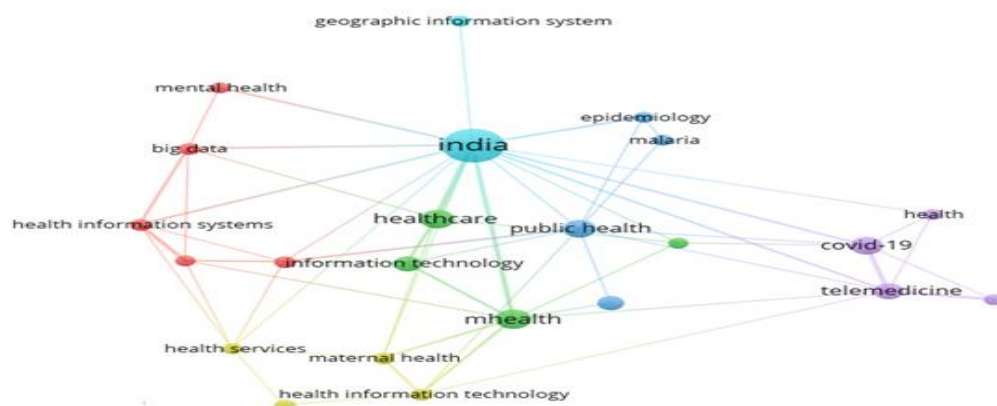 geographic information system
mental health
epidemiology
malaria
india
big data
health
healthcare
health information systems
public health
covid-19
information technology
telemedicine
mhealth
health services
maternal health
health information technology